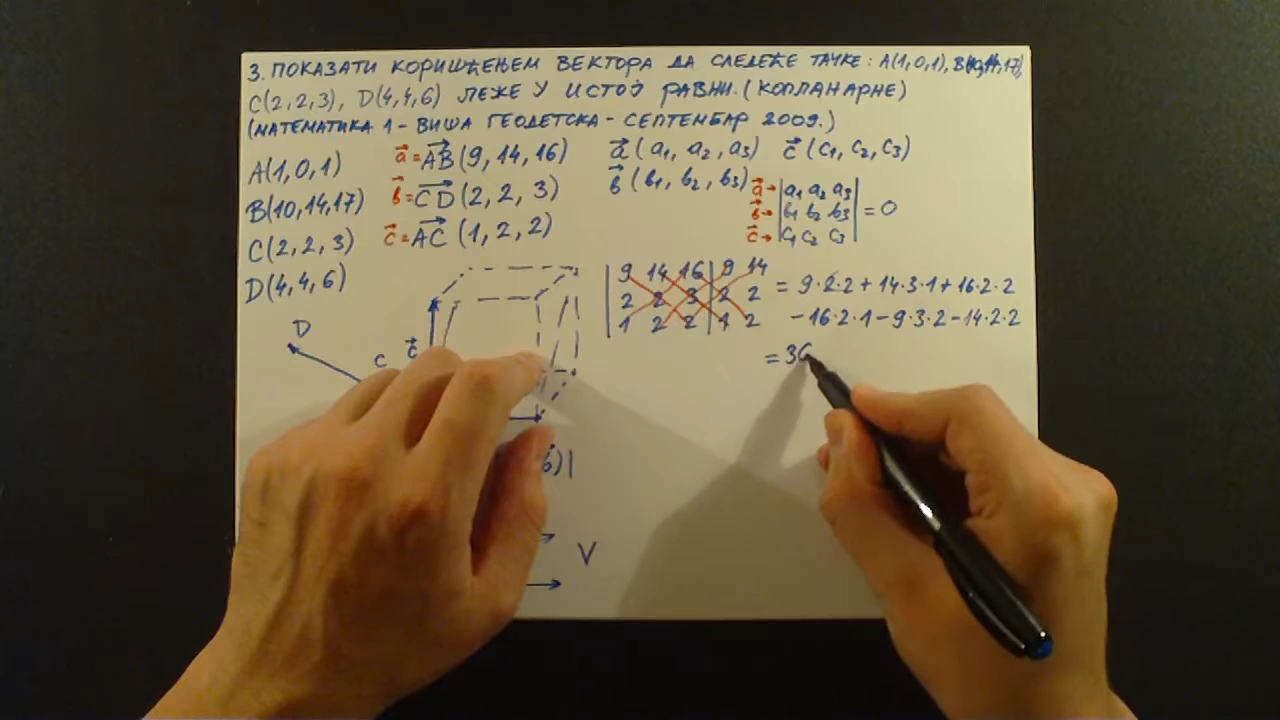 3. ПОКАЗАТИ КОРИШЋЕЊЕМ ВЕКТОРА ДА СЛЕДЕЋЕ ТАЧКЕ: A(1,0,1), B(10,14,17),
C(2,2,3), D(4,4,6) ЛЕЖЕ У ИСТОЈ РАВНИ. (КОПЛАНАРНЕ)
(МАТЕМАТИКА 1 - ВИША ГЕОДЕТСКА - СЕПТЕМБАР 2009.)
A(1,0,1)
B(10,14,17)
C(2,2,3)
D(4,4,6)
a⃗ = AB⃗ (9, 14, 16)
b⃗ = CD⃗ (2, 2, 3)
c⃗ = AC⃗ (1, 2, 2)
a⃗ (a₁, a₂, a₃) c⃗ (c₁, c₂, c₃)
b⃗ (b₁, b₂, b₃)
a⃗ → |a₁ a₂ a₃|
b⃗ → |b₁ b₂ b₃| = 0
c⃗ → |c₁ c₂ c₃|
|9 14 16| 9 14 = 9·2·2 + 14·3·1 + 16·2·2
|2 2 3| 2 2
|1 2 2| 1 2 - 16·2·1 - 9·3·2 - 14·2·2
= 36
D
C
c⃗
b⃗)|
V